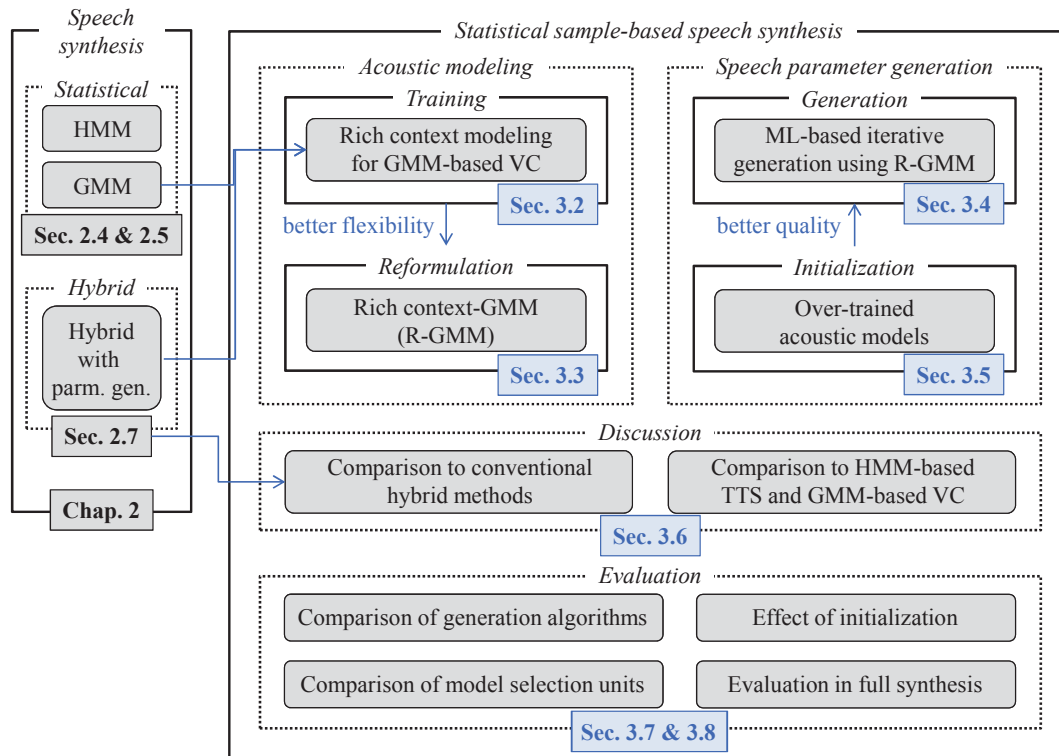 Speech
synthesis
Statistical
HMM
GMM
Sec. 2.4 & 2.5
Hybrid
Hybrid
with
parm. gen.
Sec. 2.7
Chap. 2
Statistical sample-based speech synthesis
Acoustic modeling
Training
Rich context modeling
for GMM-based VC
Sec. 3.2
better flexibility
Reformulation
Rich context-GMM
(R-GMM)
Sec. 3.3
Speech parameter generation
Generation
ML-based iterative
generation using R-GMM
Sec. 3.4
better quality
Initialization
Over-trained
acoustic models
Sec. 3.5
Discussion
Comparison to conventional
hybrid methods
Comparison to HMM-based
TTS and GMM-based VC
Sec. 3.6
Evaluation
Comparison of generation algorithms
Effect of initialization
Comparison of model selection units
Evaluation in full synthesis
Sec. 3.7 & 3.8